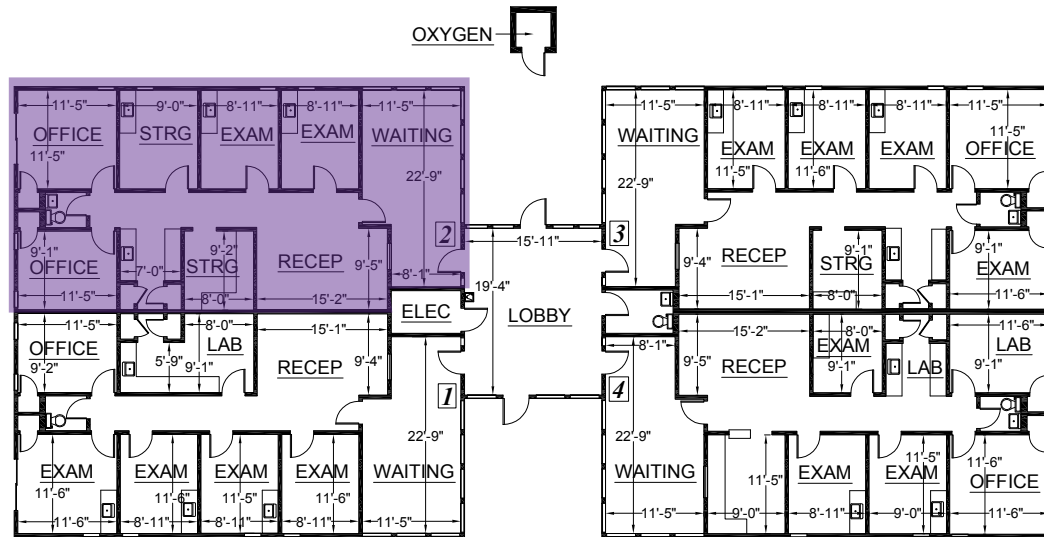 OXYGEN
11'-5" 9'-0" 8'-11" 8'-11" 11'-5"
OFFICE STRG EXAM EXAM WAITING
11'-5"
22'-9"
2
9'-1" 9'-2"
OFFICE 7'-0" STRG RECEP 9'-5"
11'-5" 8'-0" 15'-2" 8'-1"
11'-5" 8-11" 8'-11" 8'-11" 11'-5"
WAITING EXAM EXAM EXAM OFFICE
11'-5" 11'-6" 11'-5"
22'-9"
3
9'-4" RECEP STRG 9'-1" 9'-1" EXAM
15'-1" 8'-0" 11'-6"
15'-11"
19'-4"
LOBBY
ELEC
11'-5" 8'-0" 15'-1"
OFFICE LAB RECEP 9'-4"
9'-2" 5'-9" 9'-1"
1
22'-9"
EXAM EXAM EXAM EXAM WAITING
11'-6" 11'-6" 11'-5" 11'-6"
11'-6" 8'-11" 8'-11" 8'-11" 11'-5"
8'-1" 15'-2" 8'-0" 11'-6"
9'-5" RECEP EXAM 9'-1" LAB 9'-1" LAB
4
22'-9"
WAITING EXAM EXAM OFFICE
11'-5" 11'-5" 11'-6"
11'-5" 9'-0" 8'-11" 9'-0" 11'-6"